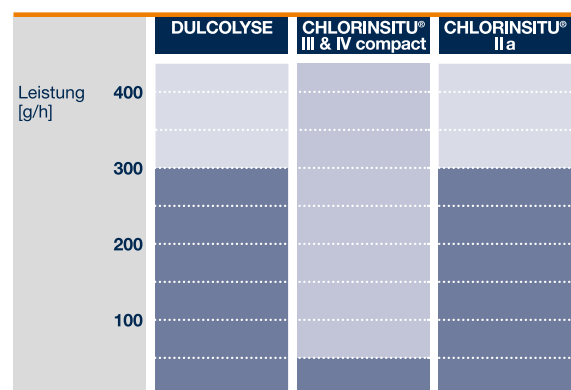 DULCOLYSE
CHLORINSITU®
III & IV compact
CHLORINSITU®
II a
Leistung
[g/h]
400
300
200
100